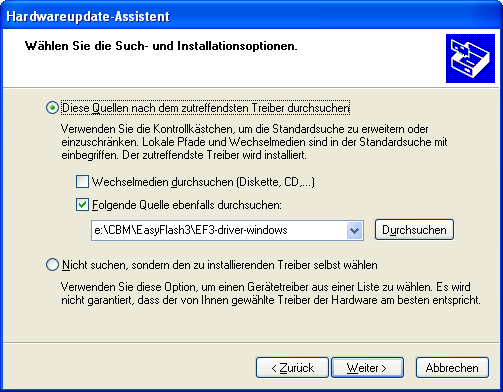 Hardwareupdate-Assistent
Wählen Sie die Such- und Installationsoptionen.
Diese Quellen nach dem zutreffendsten Treiber durchsuchen
Verwenden Sie die Kontrollkästchen, um die Standardsuche zu erweitern oder
einzuschränken. Lokale Pfade und Wechselmedien sind in der Standardsuche mit
einbegriffen. Der zutreffendste Treiber wird installiert.
Wechselmedien durchsuchen (Diskette, CD,...)
Folgende Quelle ebenfalls durchsuchen:
e:\CBM\EasyFlash3\EF3-driver-windows
Durchsuchen
Nicht suchen, sondern den zu installierenden Treiber selbst wählen
Verwenden Sie diese Option, um einen Gerätetreiber aus einer Liste zu wählen. Es wird
nicht garantiert, dass der von Ihnen gewählte Treiber der Hardware am besten entspricht.
< Zurück
Weiter >
Abbrechen